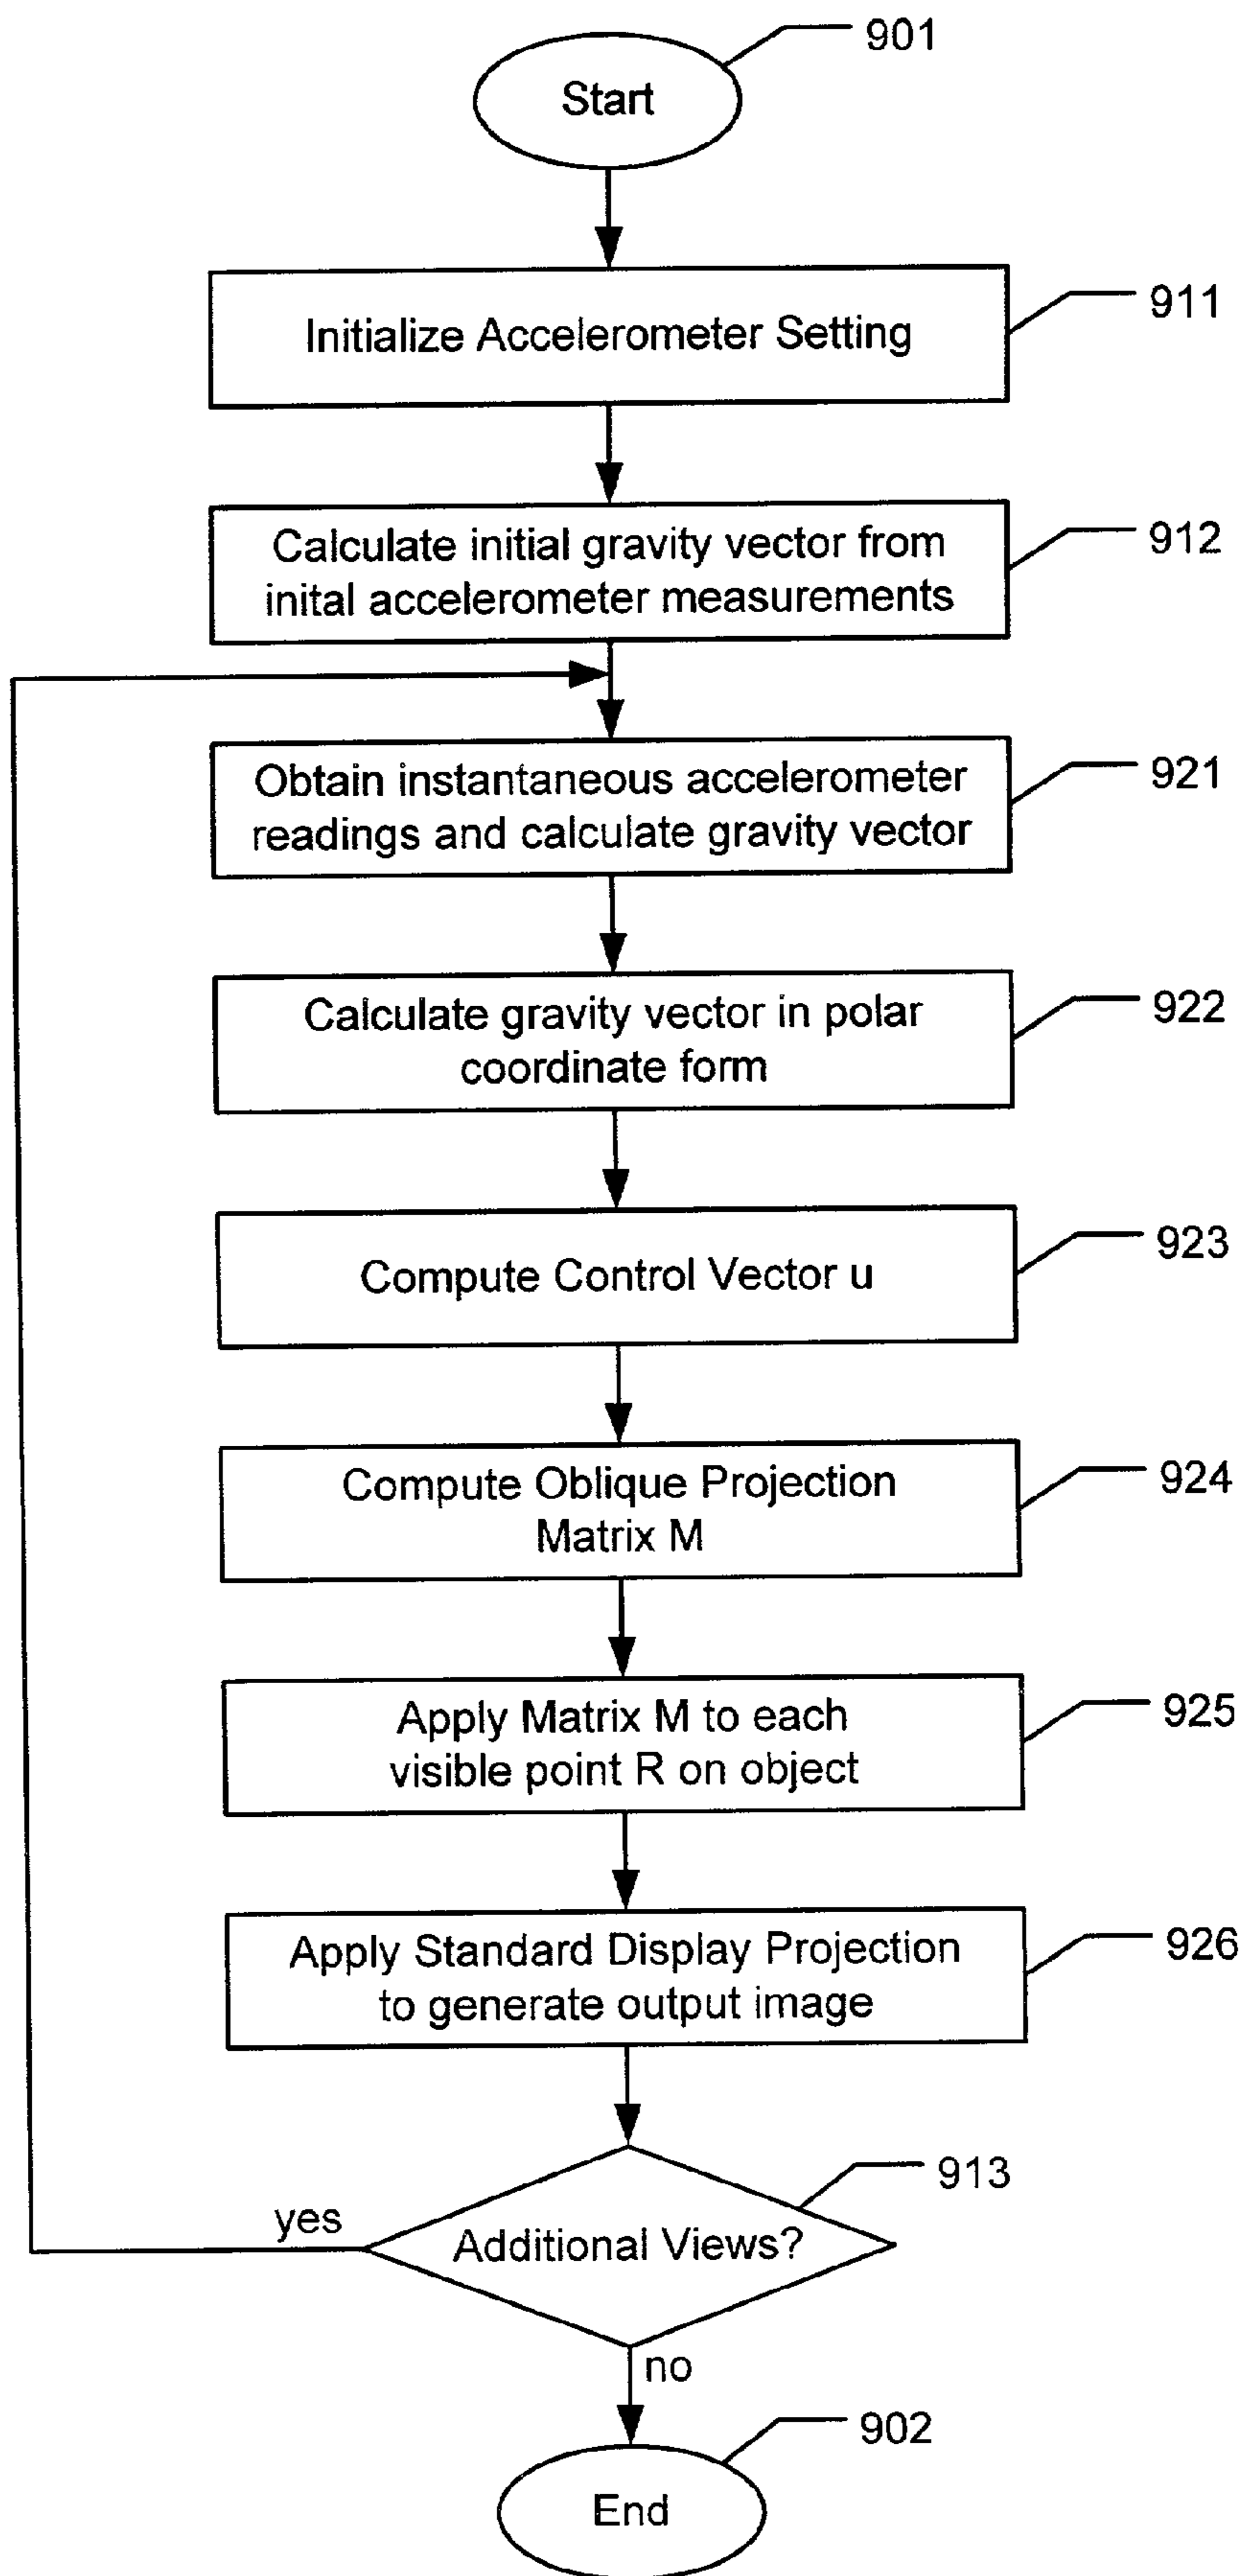 901
Start
911
Initialize Accelerometer Setting
912
Calculate initial gravity vector from
inital accelerometer measurements
921
Obtain instantaneous accelerometer
readings and calculate gravity vector
922
Calculate gravity vector in polar
coordinate form
923
Compute Control Vector u
924
Compute Oblique Projection
Matrix M
925
Apply Matrix M to each
visible point R on object
926
Apply Standard Display Projection
to generate output image
913
yes
Additional Views?
no
902
End